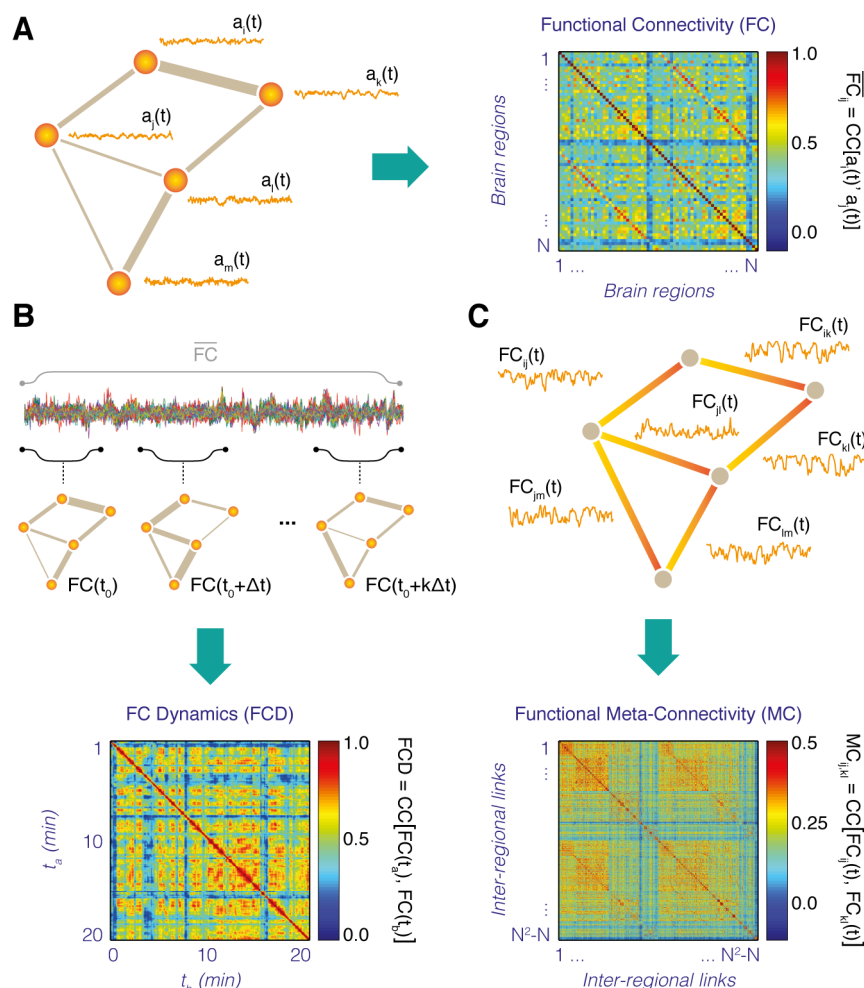 A
a_i(t)
a_k(t)
a_j(t)
a_l(t)
a_m(t)
Functional Connectivity (FC)
Brain regions
1
⋮
⋮
N
1 ...
... N
Brain regions
1.0
0.5
0.0
FC_ij = CC[a_i(t), a_j(t)]
B
FC
...
FC(t_0)
FC(t_0+Δt)
FC(t_0+kΔt)
FC Dynamics (FCD)
t_a (min)
1
10
20
0
10
20
(min)
1.0
0.5
0.0
FCD = CC[FC(t_a), FC(t_b)]
C
FC_ij(t)
FC_ik(t)
FC_jl(t)
FC_kl(t)
FC_jm(t)
FC_lm(t)
Functional Meta-Connectivity (MC)
Inter-regional links
1
⋮
⋮
N²-N
1 ...
... N²-N
Inter-regional links
0.5
0.25
0.0
MC_ij,kl = CC[FC_ij(t), FC_kl(t)]